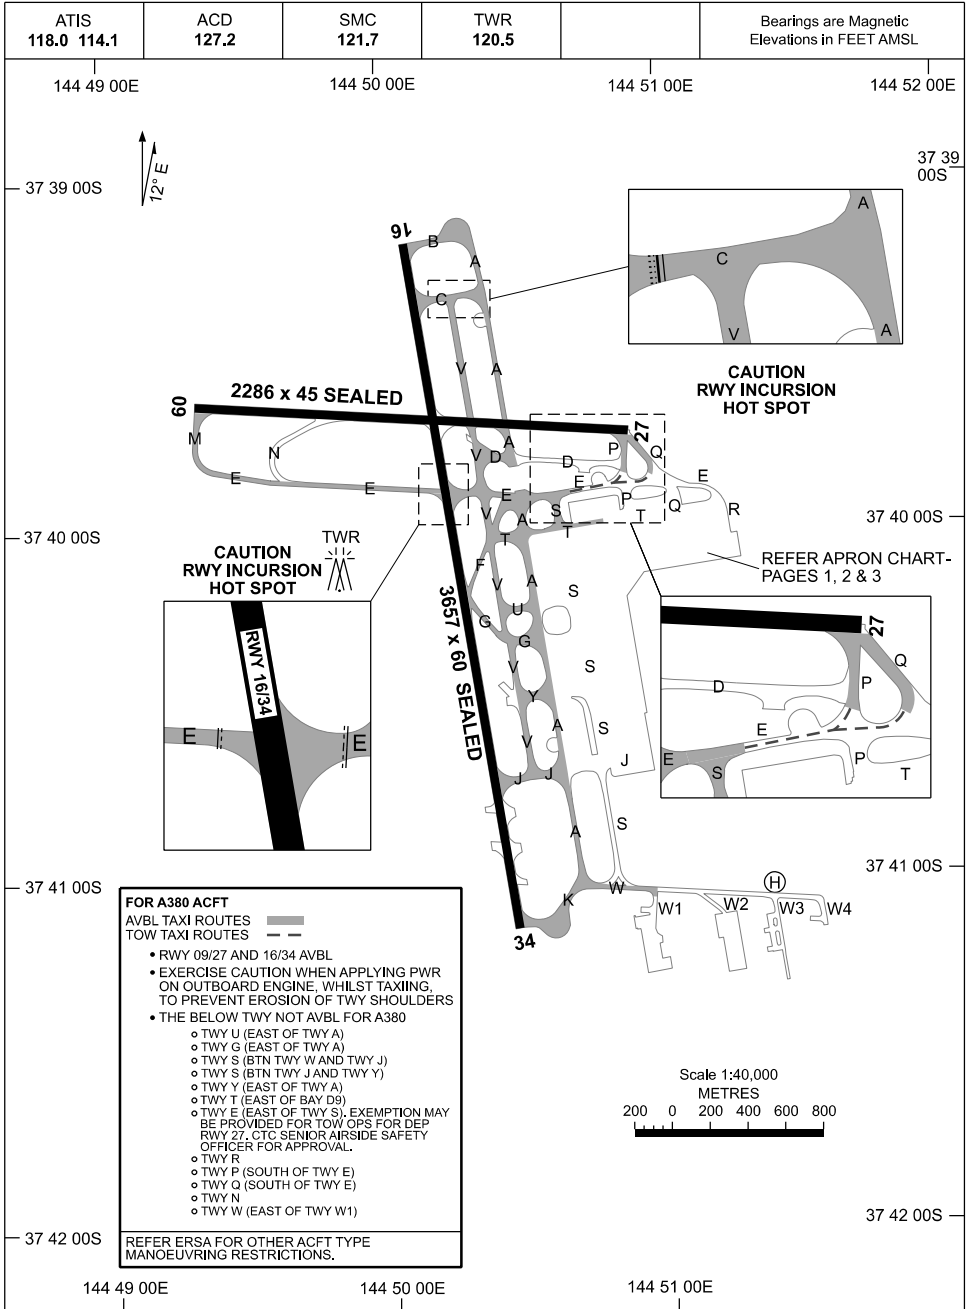 ATIS
118.0 114.1
ACD
127.2
SMC
121.7
TWR
120.5
Bearings are Magnetic
Elevations in FEET AMSL
144 49 00E
144 50 00E
144 51 00E
144 52 00E
37 39 00S
37 39
00S
12° E
16
B
A
C
A
C
V
A
CAUTION
RWY INCURSION
HOT SPOT
V
A
09
2286 x 45 SEALED
27
M
N
A
V
D
D
P
Q
E
E
E
E
E
P
Q
R
V
A
S
T
T
T
37 40 00S
37 40 00S
CAUTION
RWY INCURSION
HOT SPOT
TWR
REFER APRON CHART-
PAGES 1, 2 & 3
F
V
A
S
U
G
G
3657 x 60 SEALED
V
S
Y
A
S
V
J
J
J
RWY 16/34
E
E
27
Q
D
P
E
E
S
P
T
A
S
37 41 00S
37 41 00S
K
W
H
W1
W2
W3
W4
34
FOR A380 ACFT
AVBL TAXI ROUTES
TOW TAXI ROUTES
• RWY 09/27 AND 16/34 AVBL
• EXERCISE CAUTION WHEN APPLYING PWR
ON OUTBOARD ENGINE, WHILST TAXIING,
TO PREVENT EROSION OF TWY SHOULDERS
• THE BELOW TWY NOT AVBL FOR A380
o TWY U (EAST OF TWY A)
o TWY G (EAST OF TWY A)
o TWY S (BTN TWY W AND TWY J)
o TWY S (BTN TWY J AND TWY Y)
o TWY Y (EAST OF TWY A)
o TWY T (EAST OF BAY D9)
o TWY E (EAST OF TWY S). EXEMPTION MAY
BE PROVIDED FOR TOW OPS FOR DEP
RWY 27. CTC SENIOR AIRSIDE SAFETY
OFFICER FOR APPROVAL.
o TWY R
o TWY P (SOUTH OF TWY E)
o TWY Q (SOUTH OF TWY E)
o TWY N
o TWY W (EAST OF TWY W1)
REFER ERSA FOR OTHER ACFT TYPE
MANOEUVRING RESTRICTIONS.
Scale 1:40,000
METRES
200 0 200 400 600 800
37 42 00S
37 42 00S
144 49 00E
144 50 00E
144 51 00E